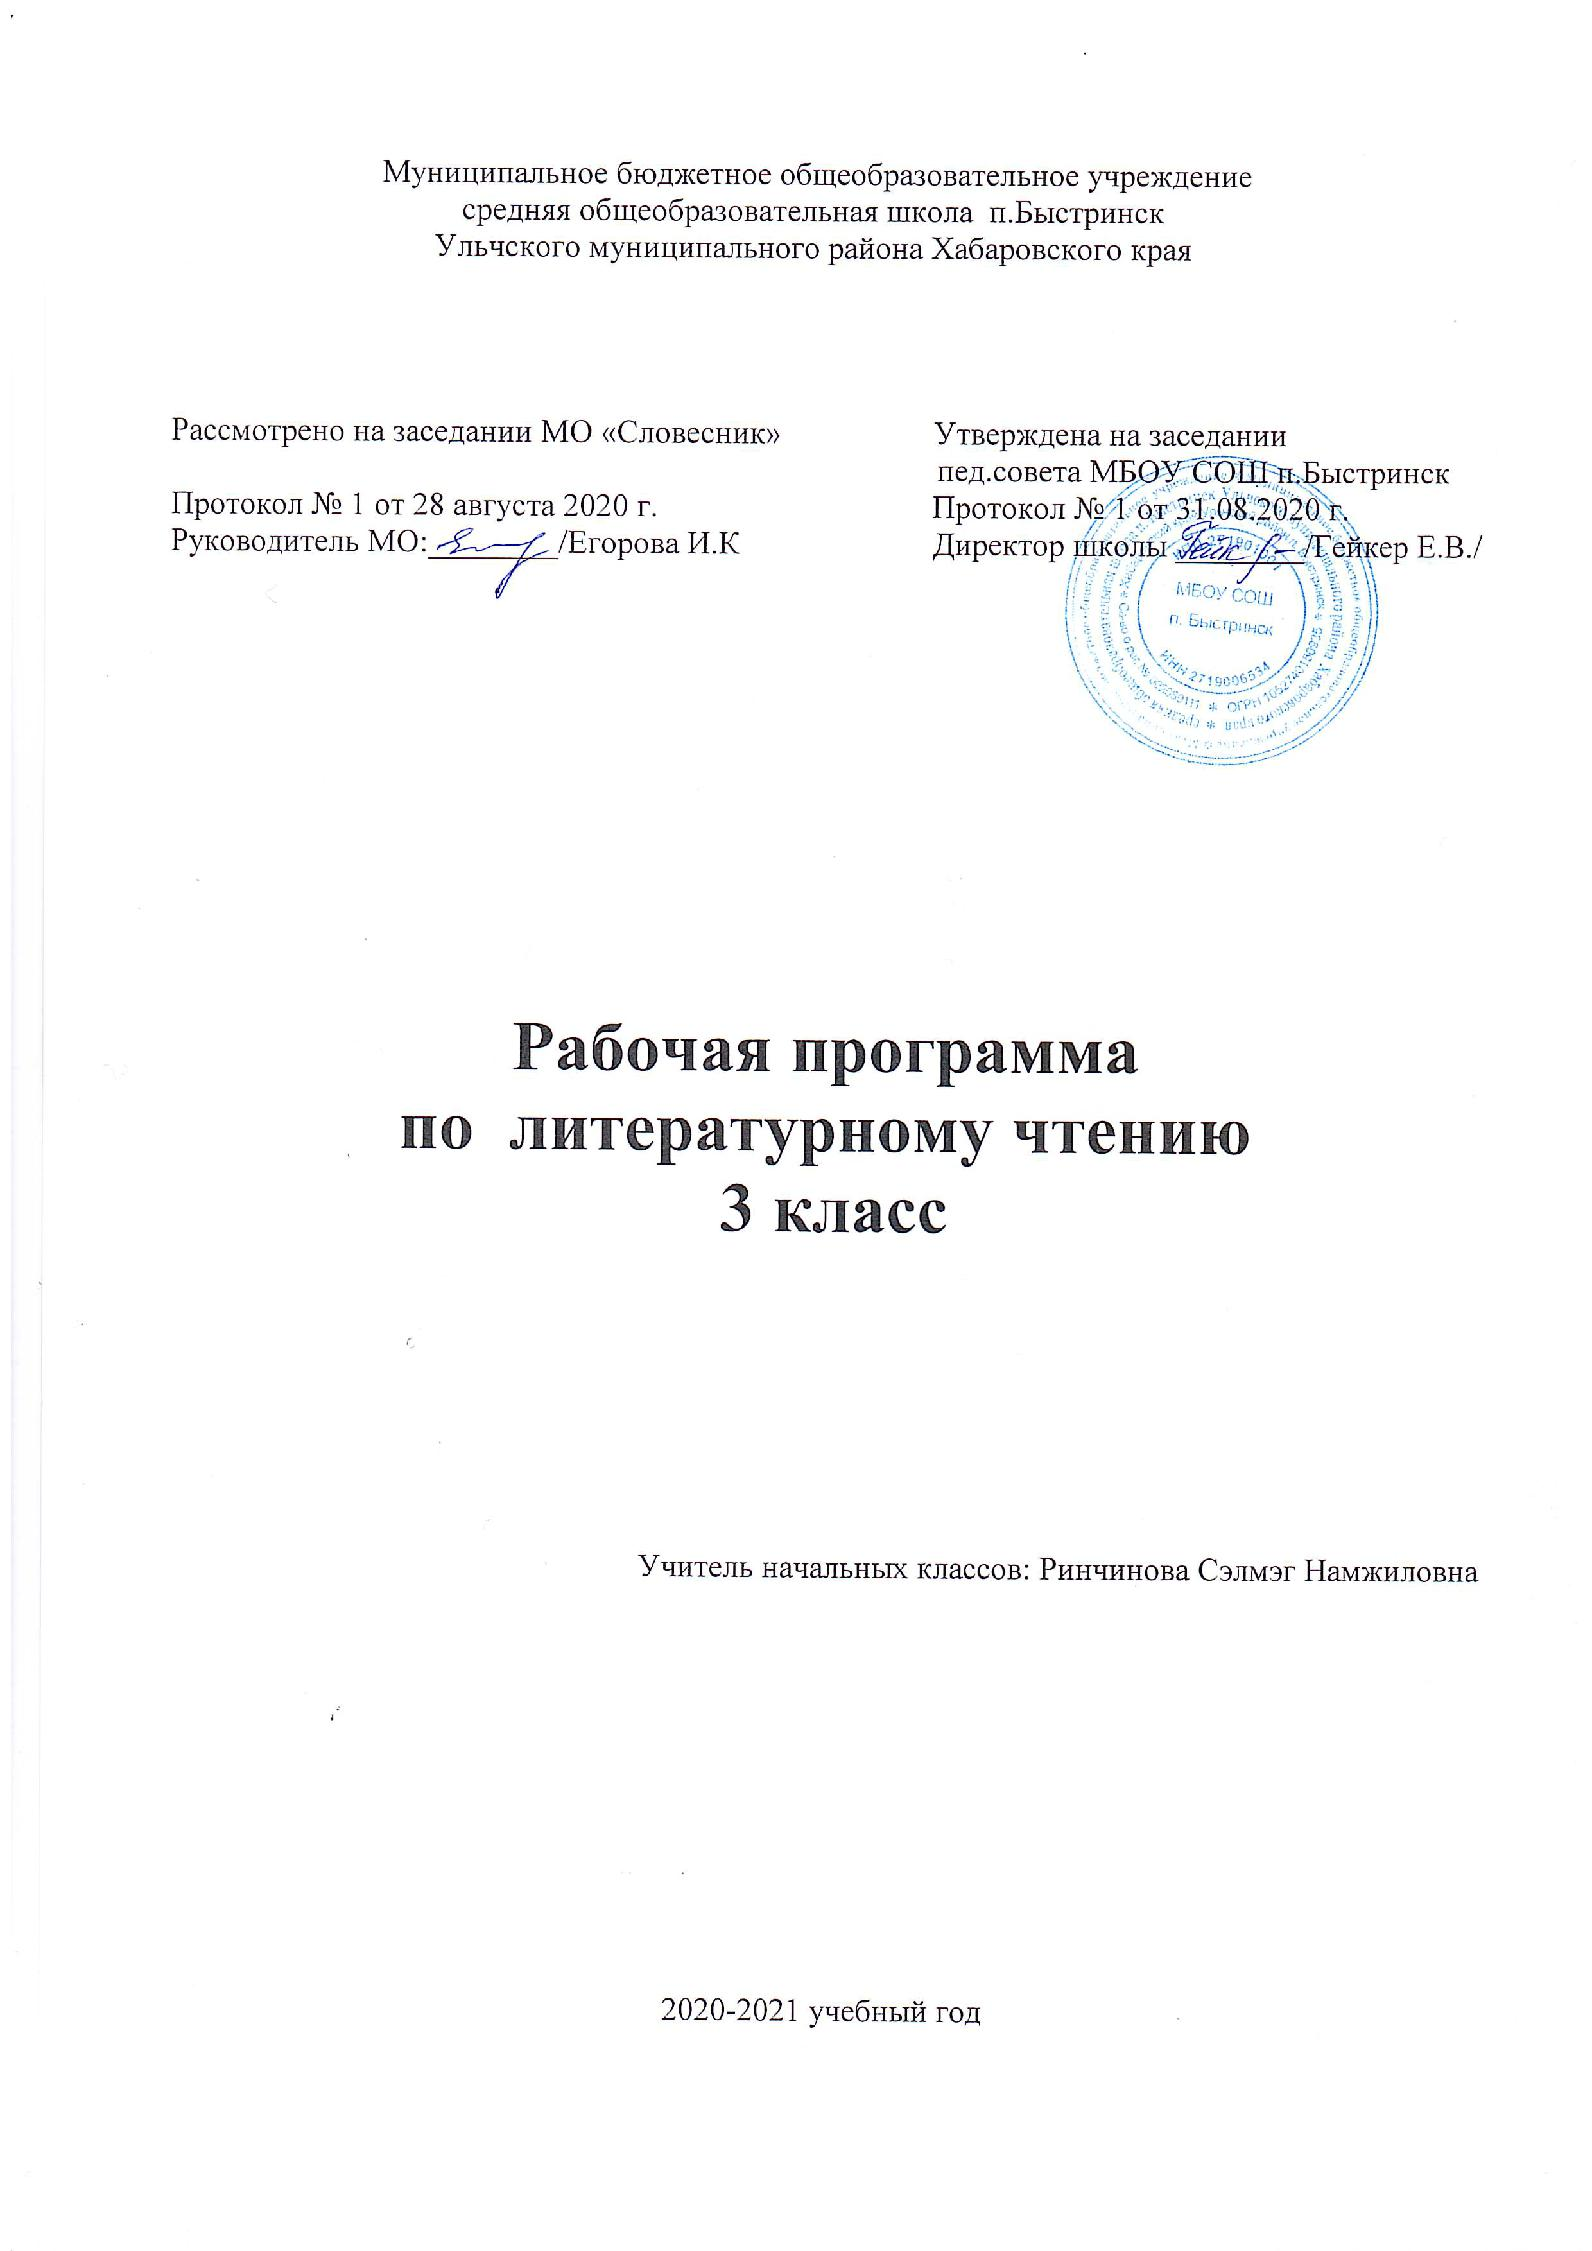 Муниципальное бюджетное общеобразовательное учреждение
средняя общеобразовательная школа  п.Быстринск
Ульчского муниципального района Хабаровского края
Рассмотрено на заседании МО «Словесник»
Протокол № 1 от 28 августа 2020 г.
Руководитель МО: /Егорова И.К
Утверждена на заседании
пед.совета МБОУ СОШ п.Быстринск
Протокол № 1 от 31.08.2020 г.
Директор школы /Гейкер Е.В./
МБОУ СОШ
п. Быстринск
ИНН 2719006534
Рабочая программа
по  литературному чтению
3 класс
Учитель начальных классов: Ринчинова Сэлмэг Намжиловна
2020-2021 учебный год